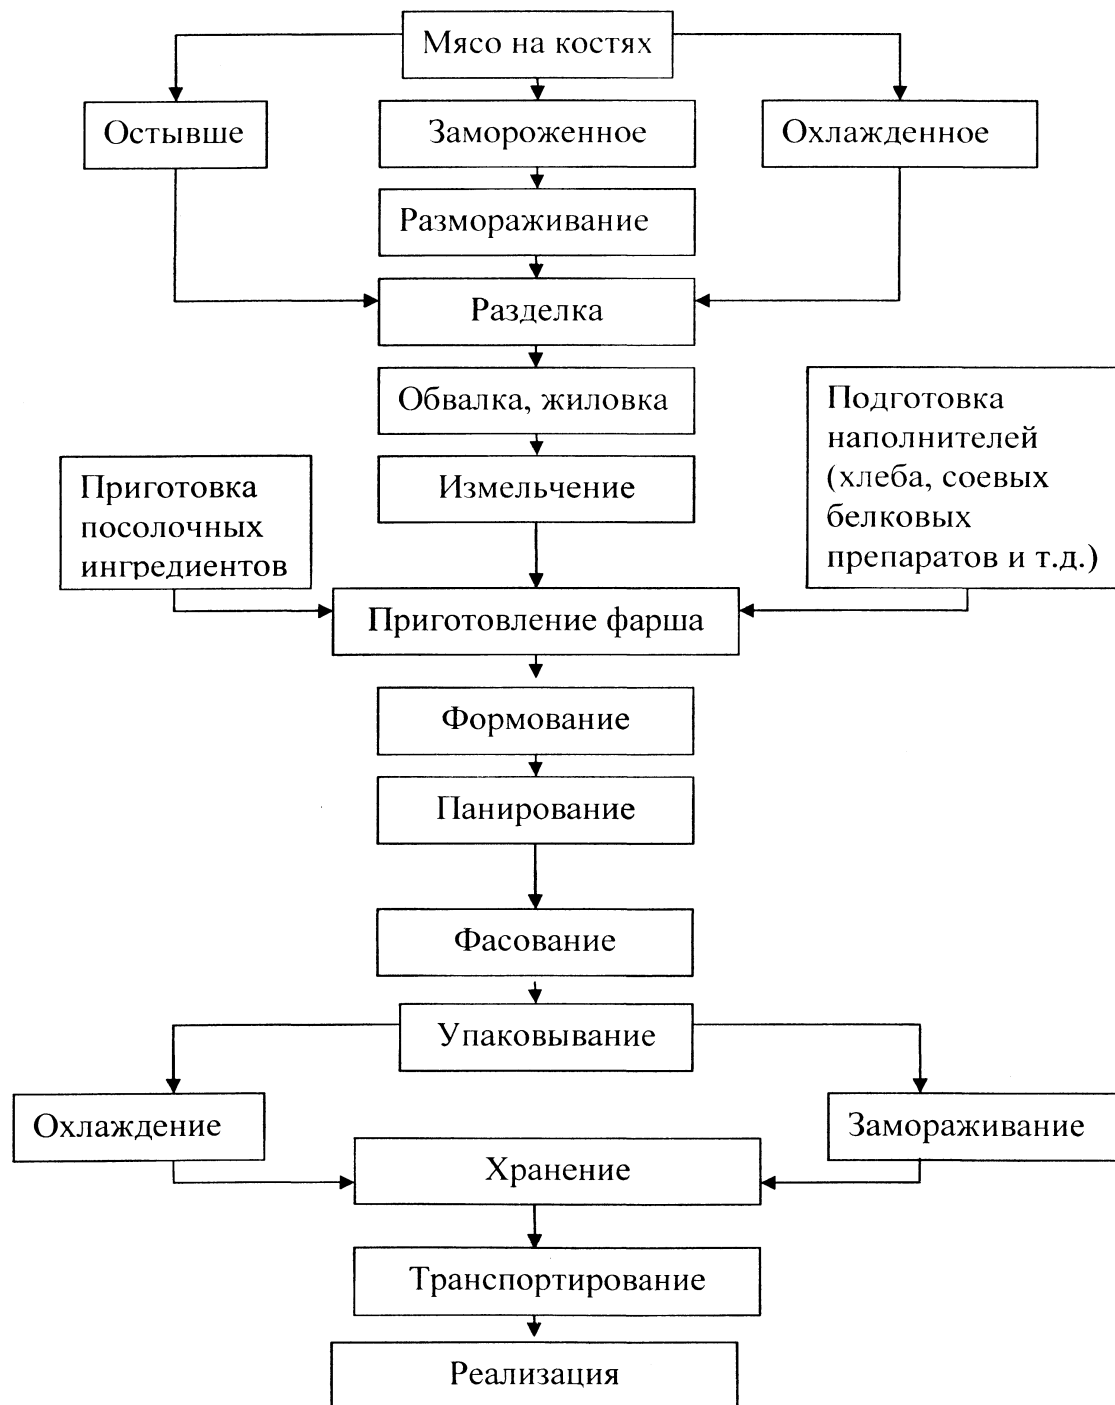 Мясо на костях
Остывше
Замороженное
Охлажденное
Размораживание
Разделка
Обвалка, жиловка
Подготовка
наполнителей
(хлеба, соевых
белковых
препаратов и т.д.)
Измельчение
Приготовка
посолочных
ингредиентов
Приготовление фарша
Формование
Панирование
Фасование
Упаковывание
Охлаждение
Замораживание
Хранение
Транспортирование
Реализация